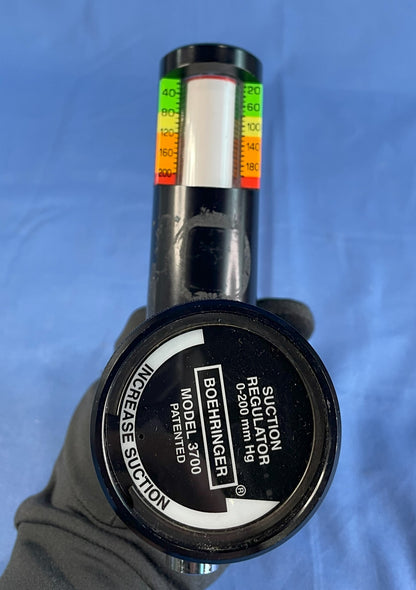 40
80
120
160
200
20
60
100
140
180
SUCTION
REGULATOR
0-200 mm Hg
BOEHRINGER®
MODEL 3700
PATENTED
INCREASE SUCTION